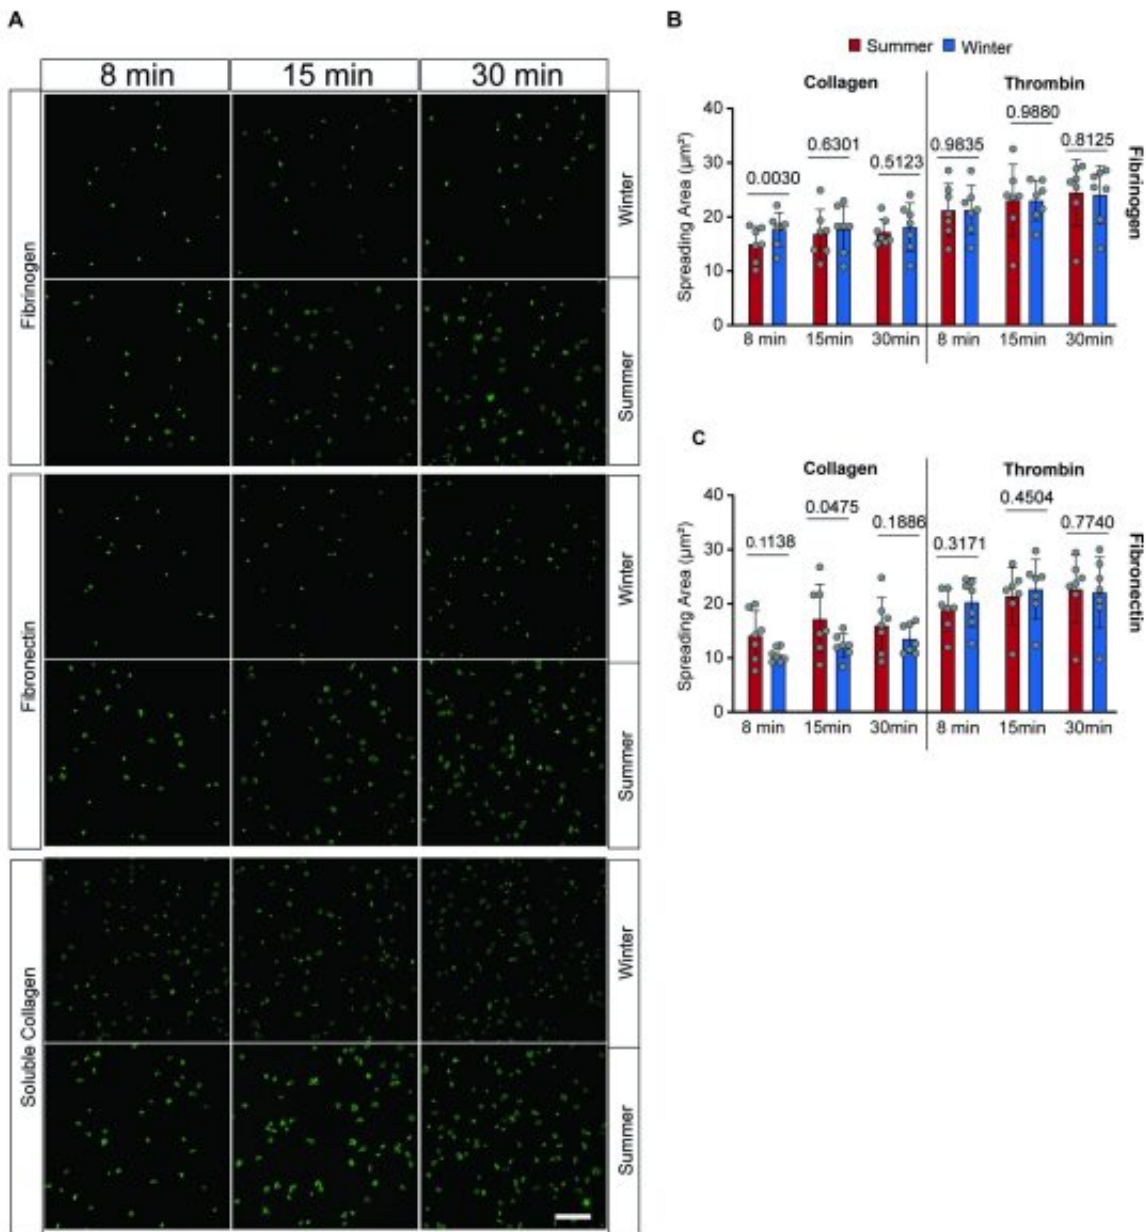 A
8 min
15 min
30 min
Fibrinogen
Winter
Summer
Fibronectin
Winter
Summer
Soluble Collagen
Winter
Summer
B
Summer
Winter
Collagen
Thrombin
Fibrinogen
Spreading Area (µm²)
40
30
20
10
0
0.0030
0.6301
0.5123
0.9835
0.9880
0.8125
8 min
15min
30min
8 min
15min
30min
C
Collagen
Thrombin
Fibronectin
Spreading Area (µm²)
40
30
20
10
0
0.1138
0.0475
0.1886
0.3171
0.4504
0.7740
8 min
15min
30min
8 min
15min
30min